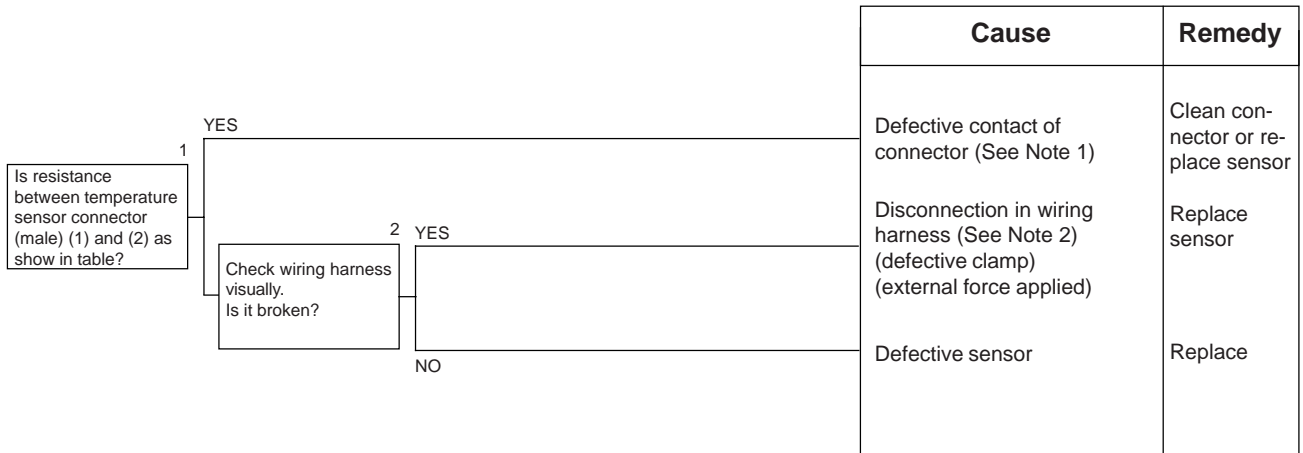 Cause
Remedy
YES
1
Is resistance
between temperature
sensor connector
(male) (1) and (2) as
show in table?
Defective contact of
connector (See Note 1)
Clean con-
nector or re-
place sensor
2
YES
Check wiring harness
visually.
Is it broken?
Disconnection in wiring
harness (See Note 2)
(defective clamp)
(external force applied)
Replace
sensor
NO
Defective sensor
Replace